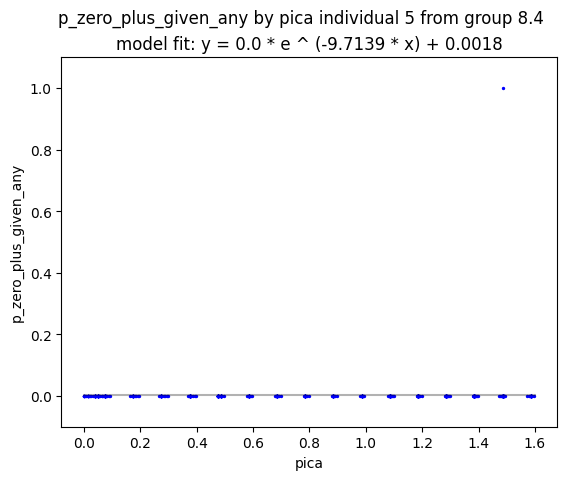 p_zero_plus_given_any by pica individual 5 from group 8.4
model fit: y = 0.0 * e ^ (-9.7139 * x) + 0.0018
1.0
0.8
0.6
0.4
0.2
0.0
p_zero_plus_given_any
0.0 0.2 0.4 0.6 0.8 1.0 1.2 1.4 1.6
pica